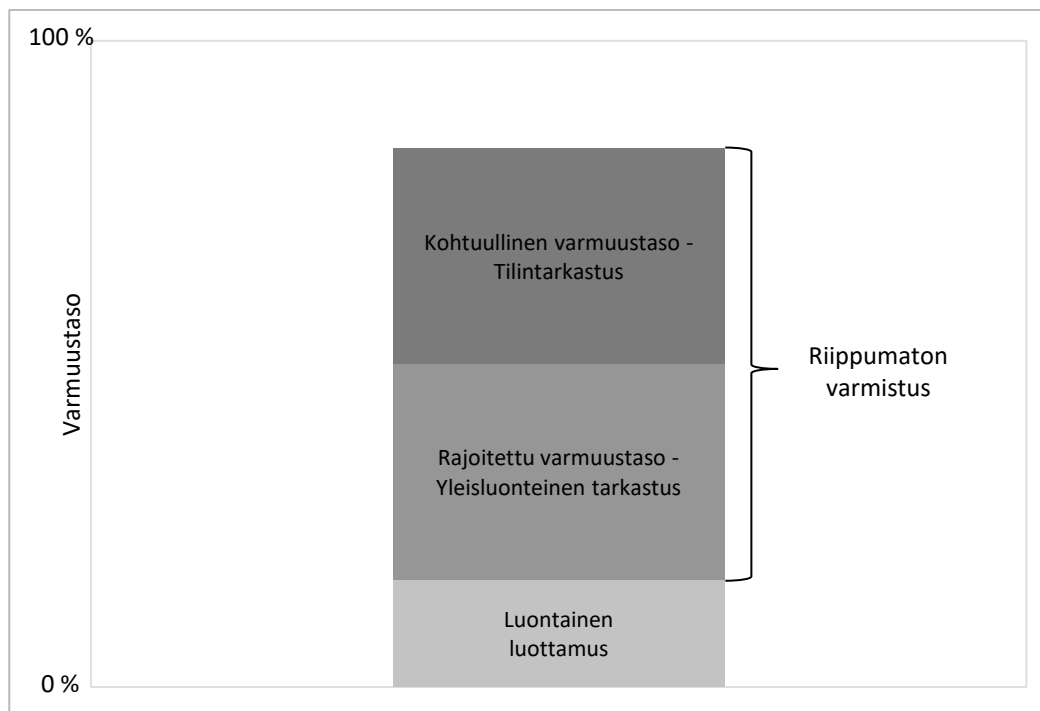 100 %
Kohtuullinen varmuustaso -
Tilintarkastus
Varmuustaso
Riippumaton
varmistus
Rajoitettu varmuustaso -
Yleisluonteinen tarkastus
Luontainen
luottamus
0 %